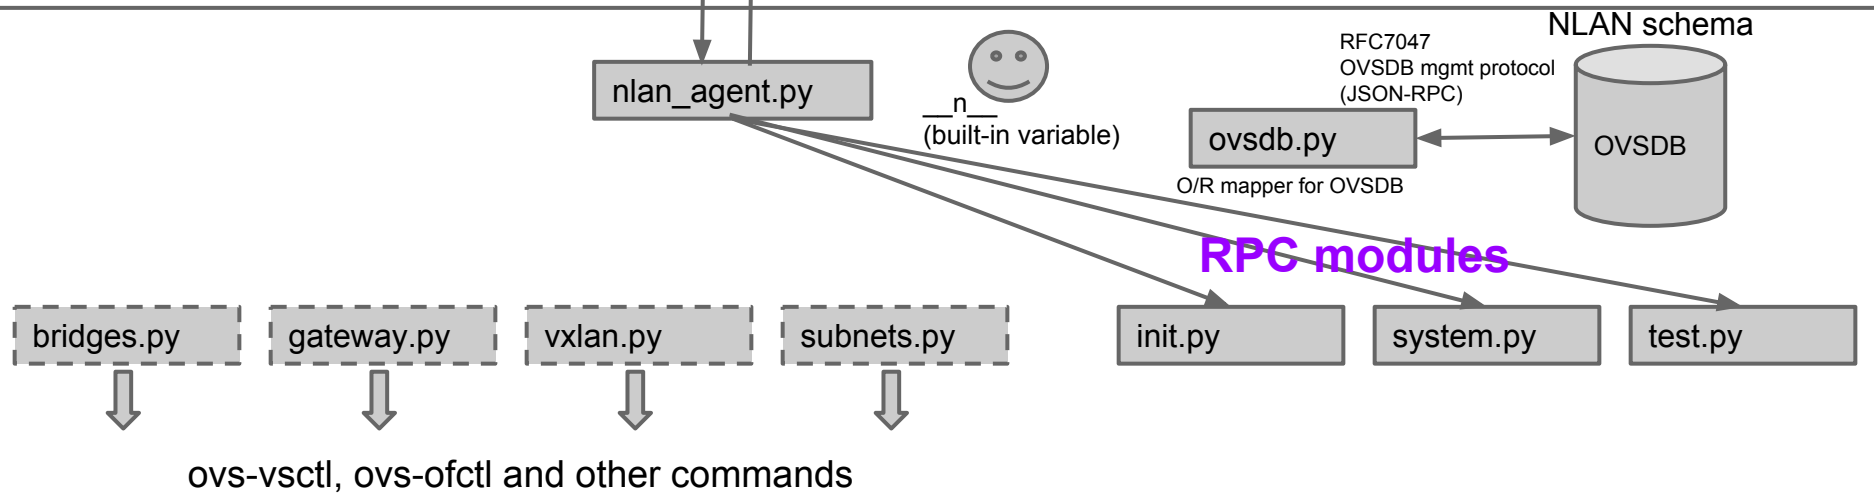 NLAN schema
RFC7047
OVSDB mgmt protocol
(JSON-RPC)
nlan_agent.py
__n__
(built-in variable)
ovsdb.py
OVSDB
O/R mapper for OVSDB
RPC modules
bridges.py
gateway.py
vxlan.py
subnets.py
init.py
system.py
test.py
ovs-vsctl, ovs-ofctl and other commands